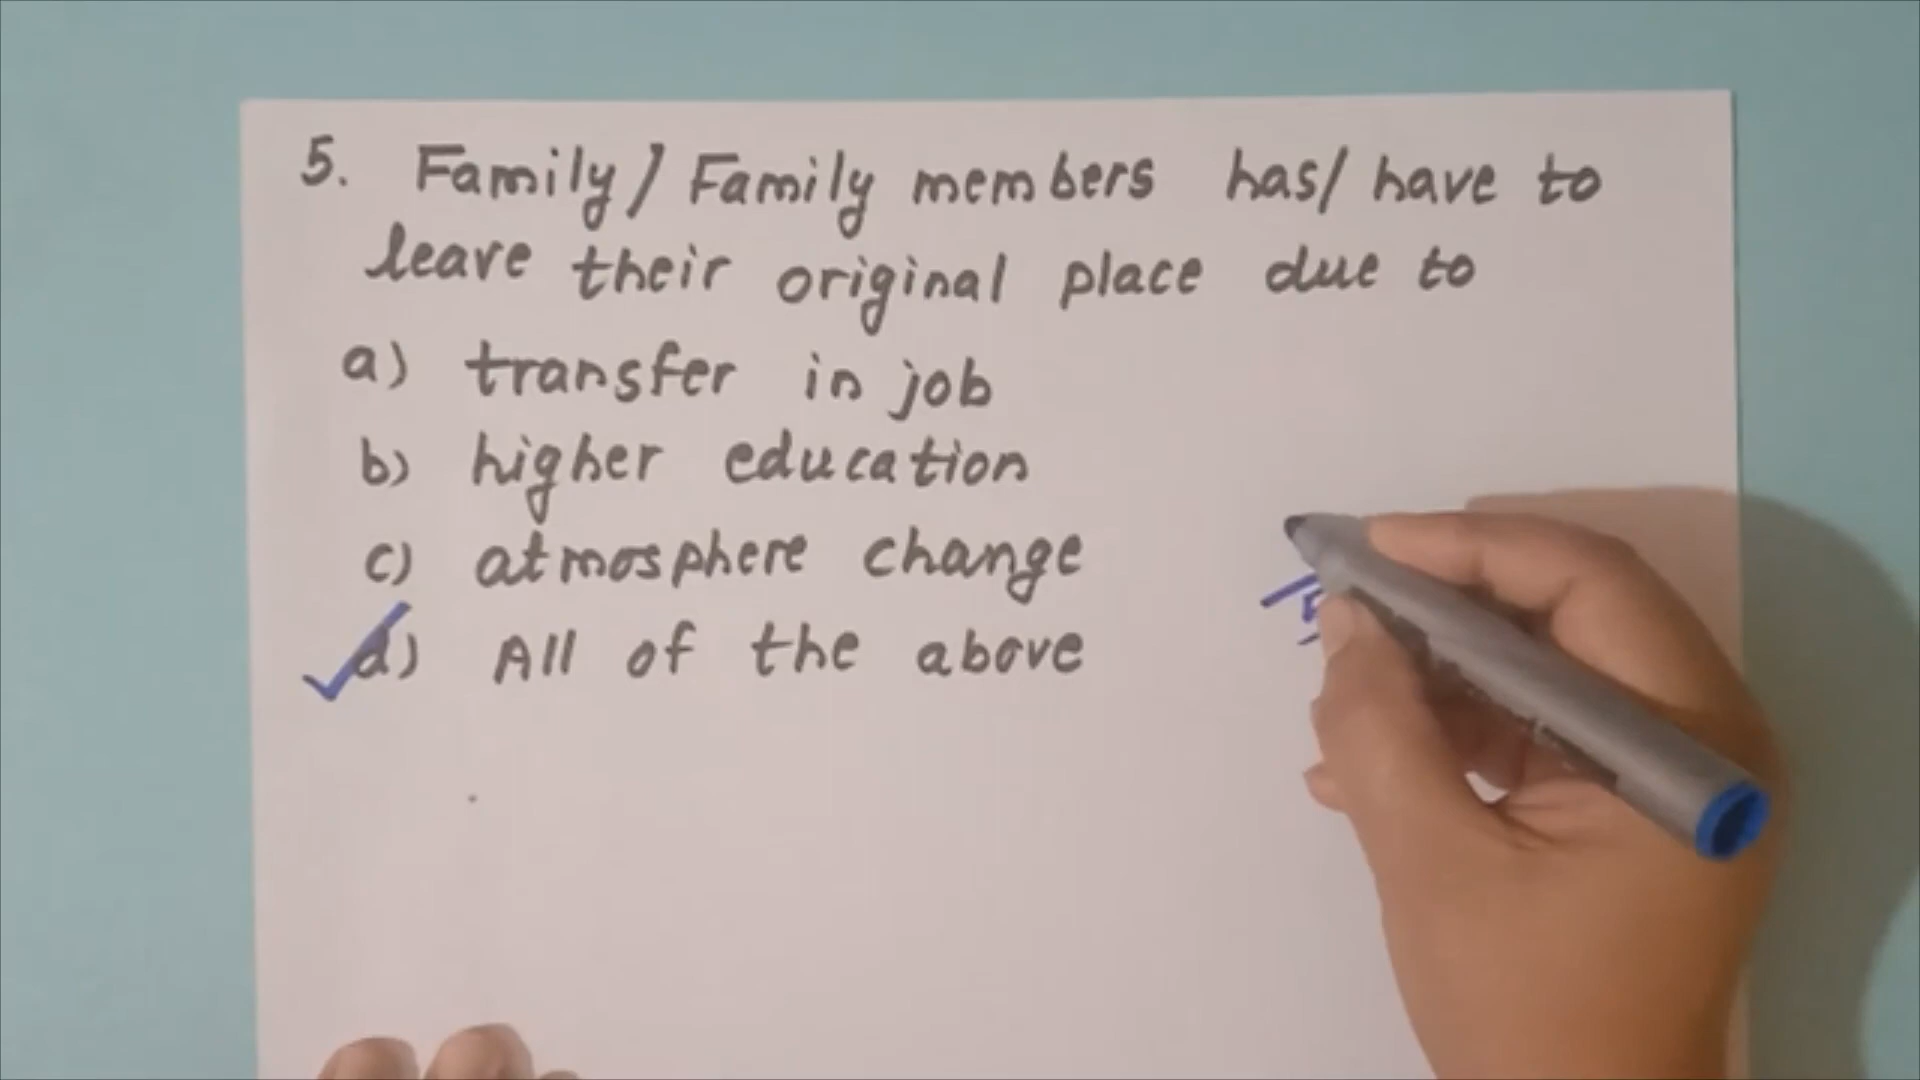 5. Family/Family members has/have to
leave their original place due to
a) transfer in job
b) higher education
c) atmosphere change
d) All of the above